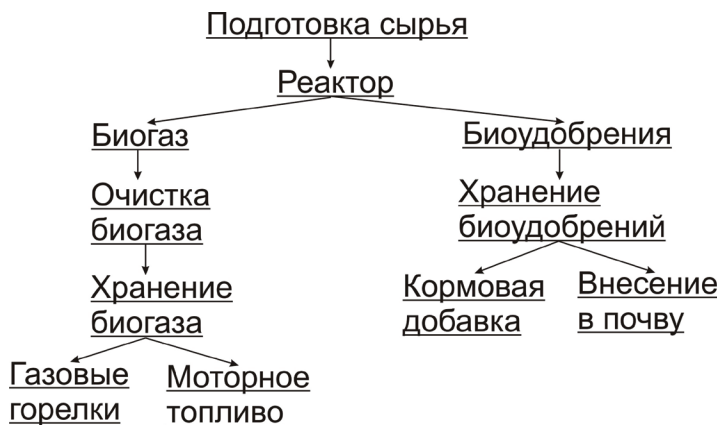 Подготовка сырья
Реактор
Биогаз
Биоудобрения
Очистка
биогаза
Хранение
биоудобрений
Хранение
биогаза
Кормовая
добавка
Внесение
в почву
Газовые
горелки
Моторное
топливо